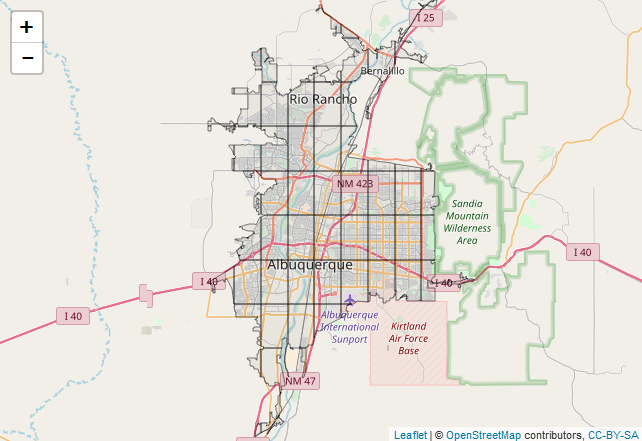 +
−
I 25
Bernalillo
Rio Rancho
NM 423
Sandia
Mountain
Wilderness
Area
I 40
Albuquerque
I 40
I 40
I 40
Albuquerque
International
Sunport
Kirtland
Air Force
Base
NM 47
Leaflet | © OpenStreetMap contributors, CC-BY-SA